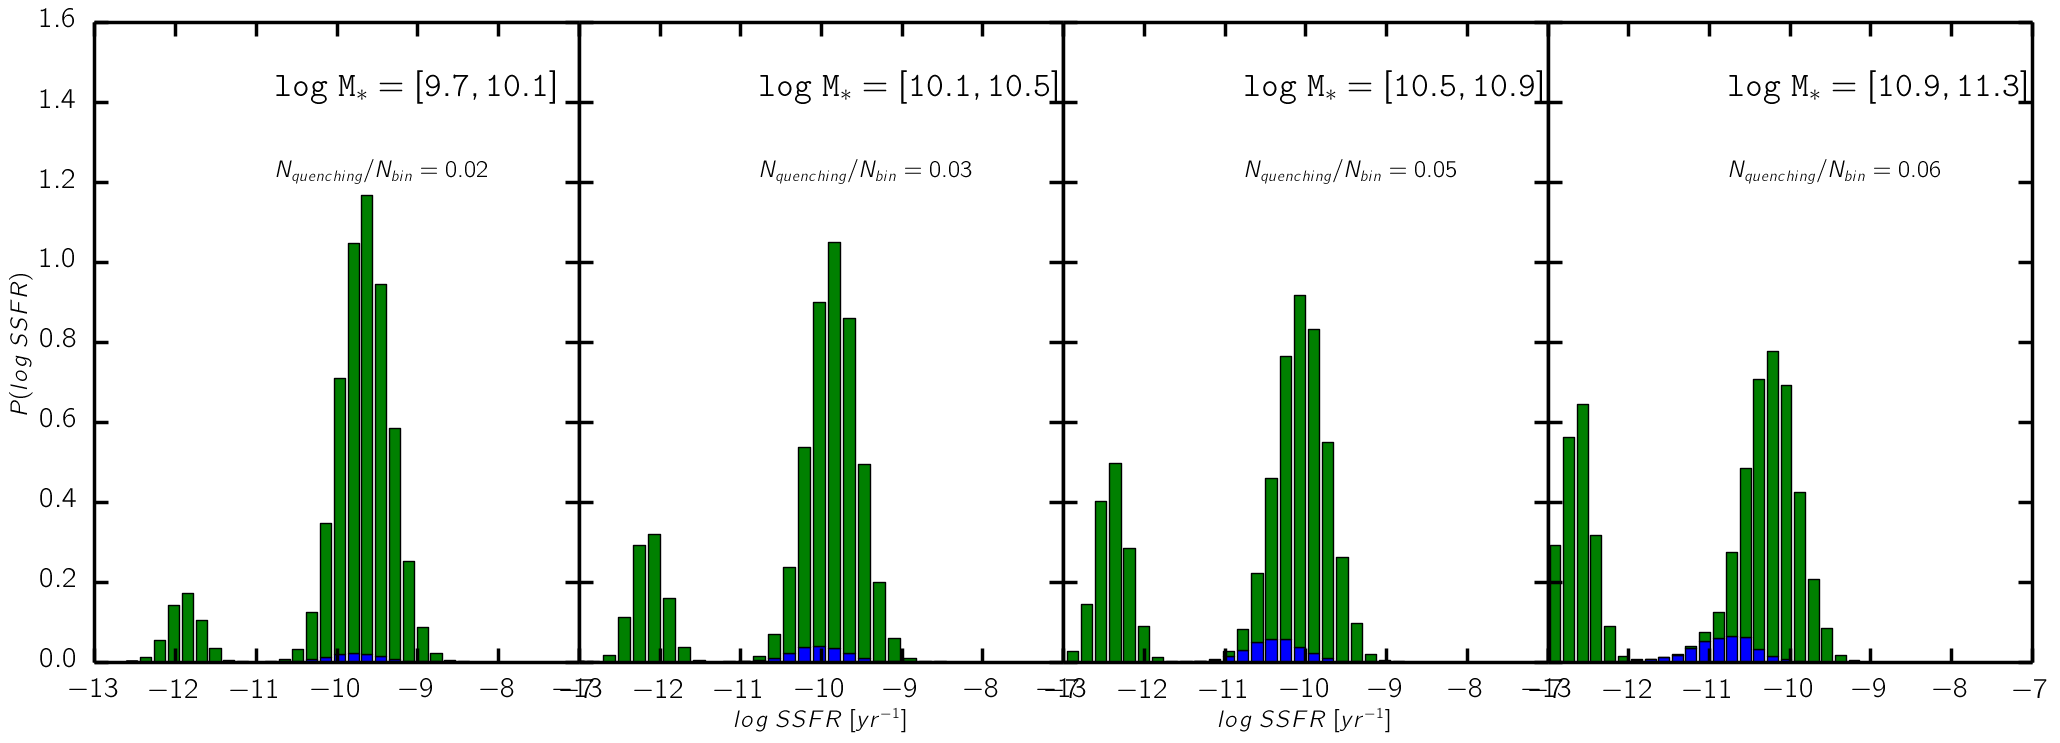 log M* = [9.7, 10.1]
log M* = [10.1, 10.5]
log M* = [10.5, 10.9]
log M* = [10.9, 11.3]
N_quenching/N_bin = 0.02
N_quenching/N_bin = 0.03
N_quenching/N_bin = 0.05
N_quenching/N_bin = 0.06
P(log SSFR)
1.6
1.4
1.2
1.0
0.8
0.6
0.4
0.2
0.0
−13 −12 −11 −10 −9 −8 −7
−13 −12 −11 −10 −9 −8 −7
−13 −12 −11 −10 −9 −8 −7
−13 −12 −11 −10 −9 −8 −7
log SSFR [yr⁻¹]
log SSFR [yr⁻¹]